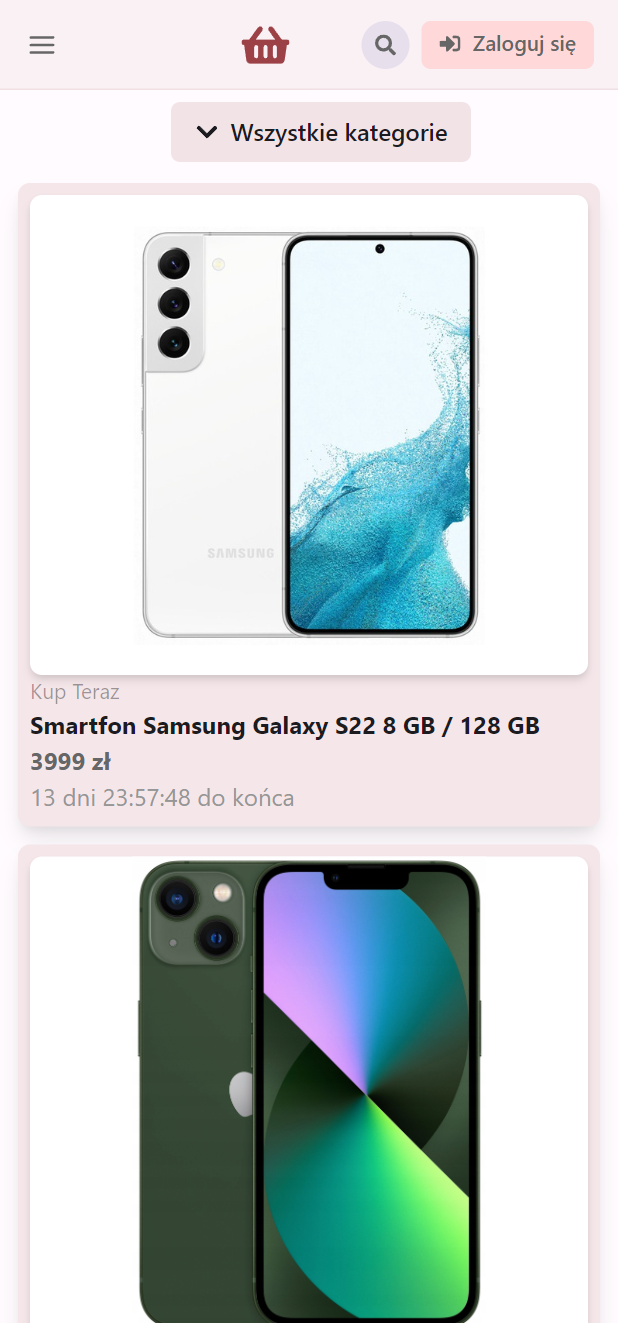 Zaloguj się
Wszystkie kategorie
SAMSUNG
Kup Teraz
Smartfon Samsung Galaxy S22 8 GB / 128 GB
3999 zł
13 dni 23:57:48 do końca